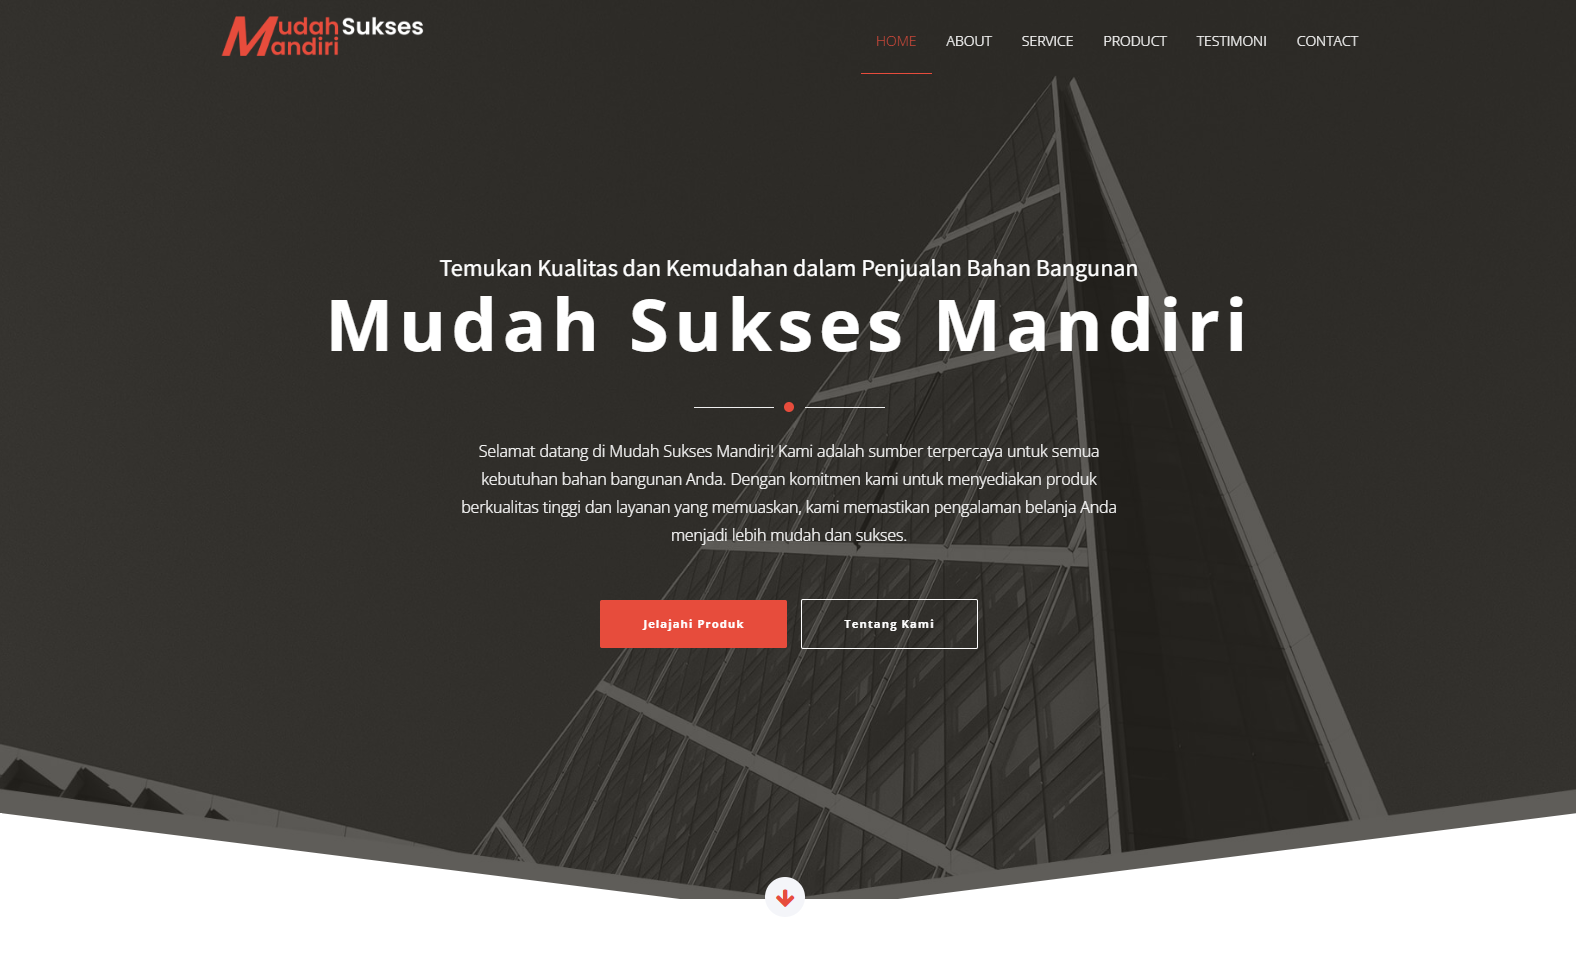 Mudah Sukses
Mandiri
HOME ABOUT SERVICE PRODUCT TESTIMONI CONTACT
Temukan Kualitas dan Kemudahan dalam Penjualan Bahan Bangunan
Mudah Sukses Mandiri
Selamat datang di Mudah Sukses Mandiri! Kami adalah sumber terpercaya untuk semua
kebutuhan bahan bangunan Anda. Dengan komitmen kami untuk menyediakan produk
berkualitas tinggi dan layanan yang memuaskan, kami memastikan pengalaman belanja Anda
menjadi lebih mudah dan sukses.
Jelajahi Produk Tentang Kami